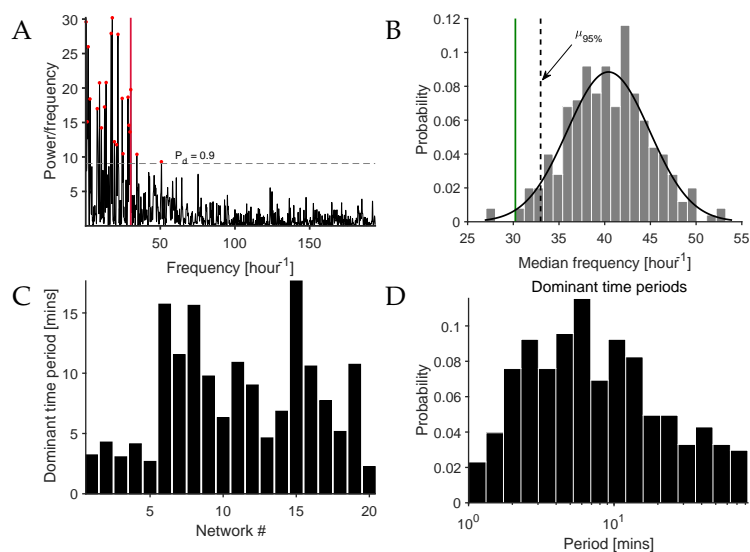 A
30
25
20
15
10
5
Power/frequency
P_d = 0.9
50
100
150
Frequency [hour⁻¹]
B
0.12
0.1
0.08
0.06
0.04
0.02
0
Probability
μ95%
25
30
35
40
45
50
55
Median frequency [hour⁻¹]
C
15
10
5
0
Dominant time period [mins]
5
10
15
20
Network #
D
Dominant time periods
0.1
0.08
0.06
0.04
0.02
0
Probability
10⁰
10¹
Period [mins]